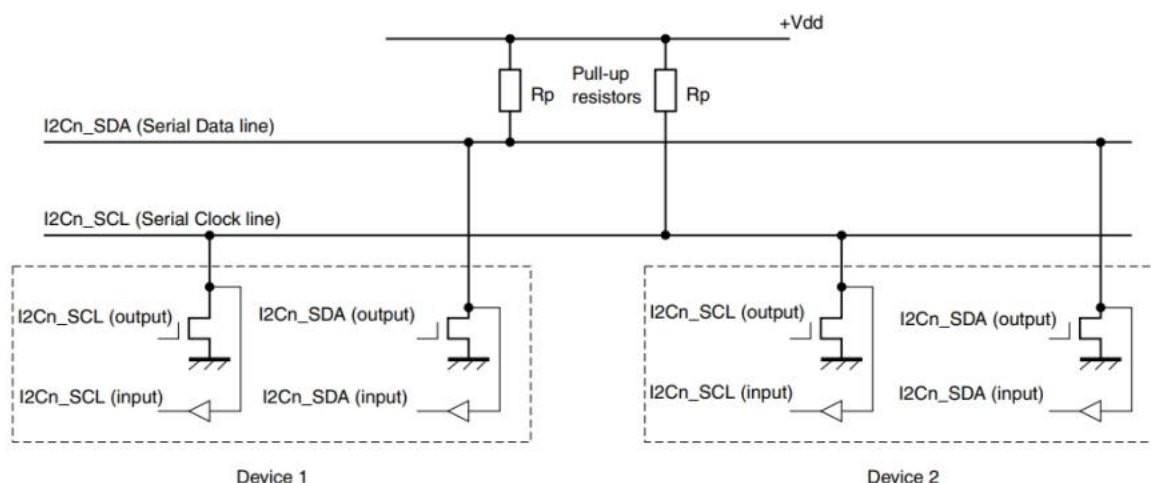 +Vdd
Pull-up
resistors
Rp
Rp
I2Cn_SDA (Serial Data line)
I2Cn_SCL (Serial Clock line)
I2Cn_SCL (output)
I2Cn_SDA (output)
I2Cn_SCL (input)
I2Cn_SDA (input)
Device 1
I2Cn_SCL (output)
I2Cn_SDA (output)
I2Cn_SCL (input)
I2Cn_SDA (input)
Device 2